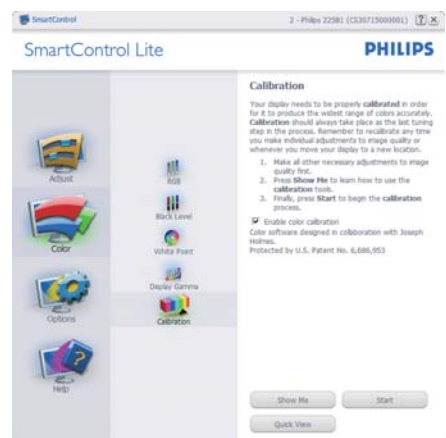 SmartControl
2 - Philips 225B1 (CS30715000001)
SmartControl Lite
PHILIPS
Adjust
Color
Options
Help
RGB
Black Level
White Point
Display Gamma
Calibration
Calibration
Your display needs to be properly calibrated in order
for it to produce the widest range of colors accurately.
Calibration should always take place as the last tuning
step in the process. Remember to recalibrate any time
you make individual adjustments to image quality or
whenever you move your display to a new location.
1. Make all other necessary adjustments to image
quality first.
2. Press Show Me to learn how to use the
calibration tools.
3. Finally, press Start to begin the calibration
process.
Enable color calibration
Color software designed in collaboration with Joseph
Holmes.
Protected by U.S. Patent No. 6,686,953
Show Me
Start
Quick View